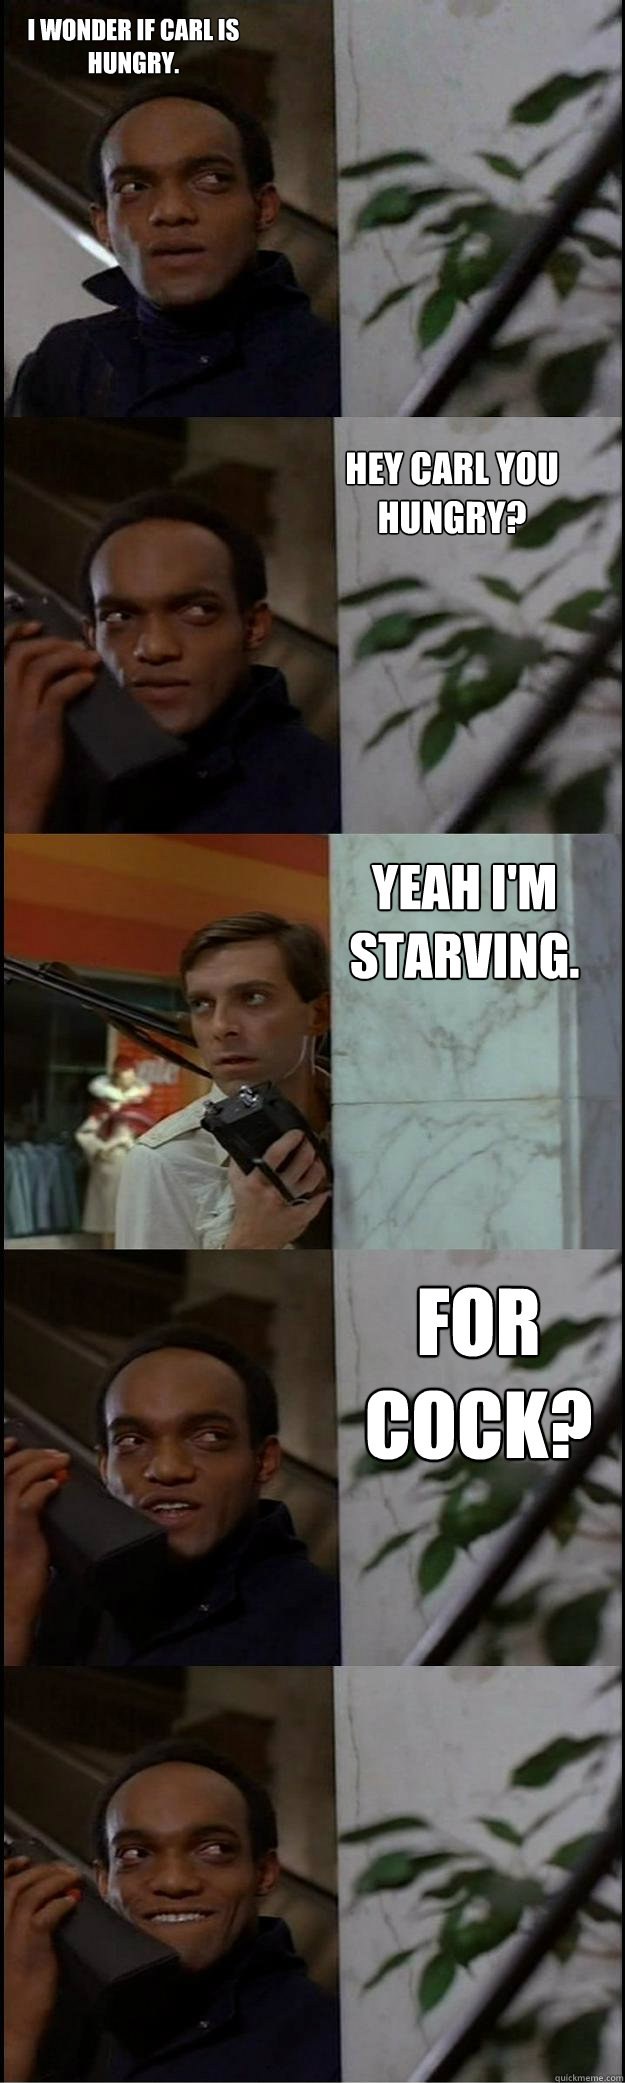 I WONDER IF CARL IS
HUNGRY.
HEY CARL YOU
HUNGRY?
YEAH I'M
STARVING.
FOR
COCK?
quickmeme.com